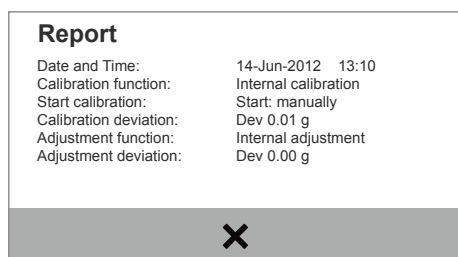 Report
Date and Time: 14-Jun-2012 13:10
Calibration function: Internal calibration
Start calibration: Start: manually
Calibration deviation: Dev 0.01 g
Adjustment function: Internal adjustment
Adjustment deviation: Dev 0.00 g